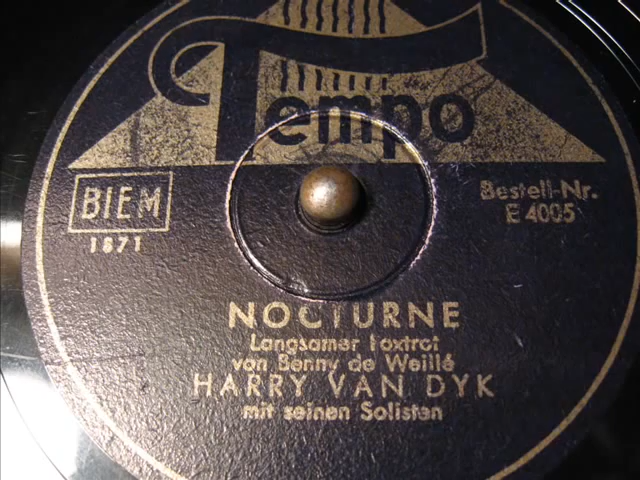 Tempo
BIEM
1871
Bestell-Nr.
E 4005
NOCTURNE
Langsamer Foxtrot
von Benny de Weillé
HARRY VAN DYK
mit seinen Solisten